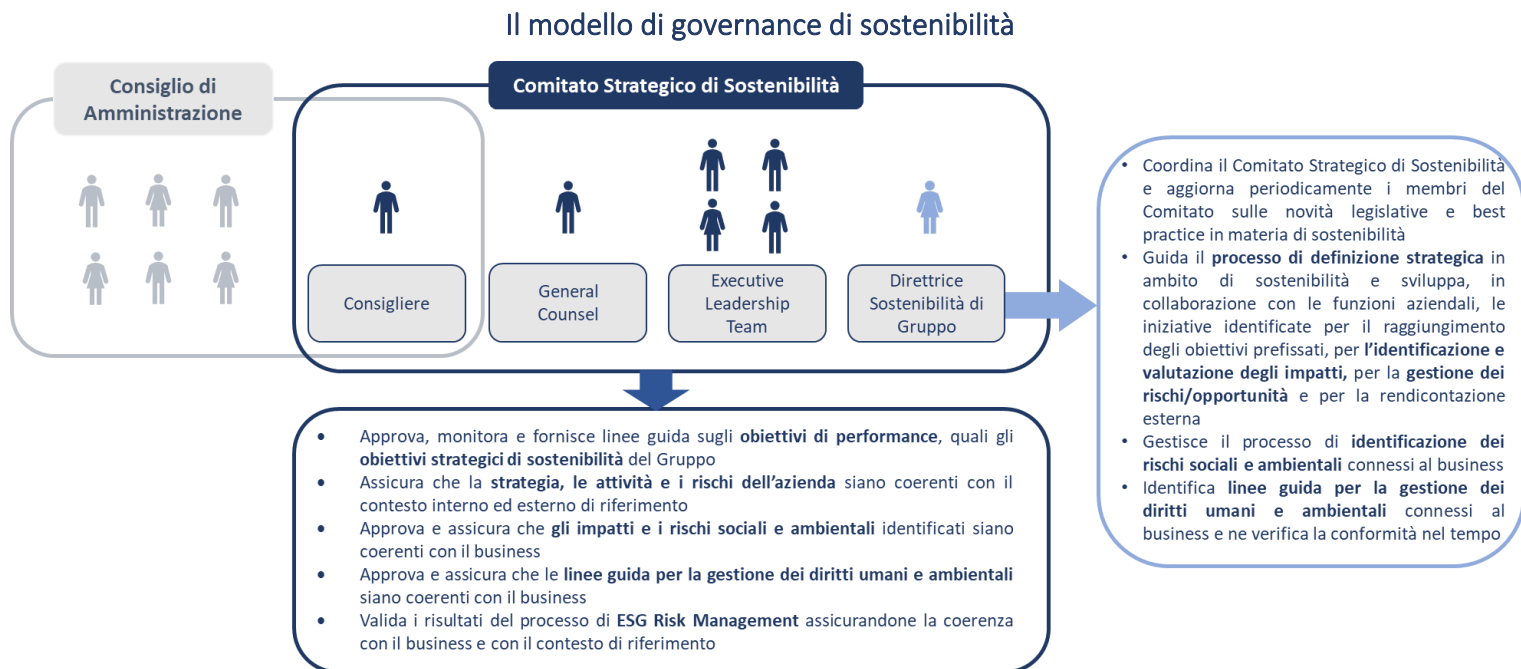 Il modello di governance di sostenibilità
Consiglio di
Amministrazione
Comitato Strategico di Sostenibilità
Consigliere
General
Counsel
Executive
Leadership
Team
Direttrice
Sostenibilità di
Gruppo
• Coordina il Comitato Strategico di Sostenibilità
e aggiorna periodicamente i membri del
Comitato sulle novità legislative e best
practice in materia di sostenibilità
• Guida il processo di definizione strategica in
ambito di sostenibilità e sviluppa, in
collaborazione con le funzioni aziendali, le
iniziative identificate per il raggiungimento
degli obiettivi prefissati, per l’identificazione e
valutazione degli impatti, per la gestione dei
rischi/opportunità e per la rendicontazione
esterna
• Gestisce il processo di identificazione dei
rischi sociali e ambientali connessi al business
• Identifica linee guida per la gestione dei
diritti umani e ambientali connessi al
business e ne verifica la conformità nel tempo
• Approva, monitora e fornisce linee guida sugli obiettivi di performance, quali gli
obiettivi strategici di sostenibilità del Gruppo
• Assicura che la strategia, le attività e i rischi dell’azienda siano coerenti con il
contesto interno ed esterno di riferimento
• Approva e assicura che gli impatti e i rischi sociali e ambientali identificati siano
coerenti con il business
• Approva e assicura che le linee guida per la gestione dei diritti umani e ambientali
siano coerenti con il business
• Valida i risultati del processo di ESG Risk Management assicurandone la coerenza
con il business e con il contesto di riferimento